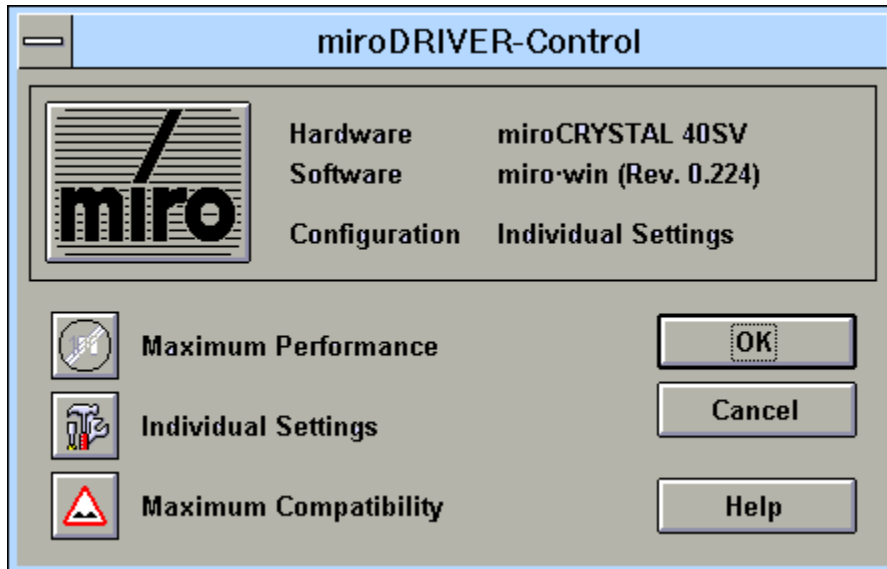 miroDRIVER-Control
miro
Hardware miroCRYSTAL 40SV
Software miro·win (Rev. 0.224)
Configuration Individual Settings
Maximum Performance
OK
Individual Settings
Cancel
Maximum Compatibility
Help